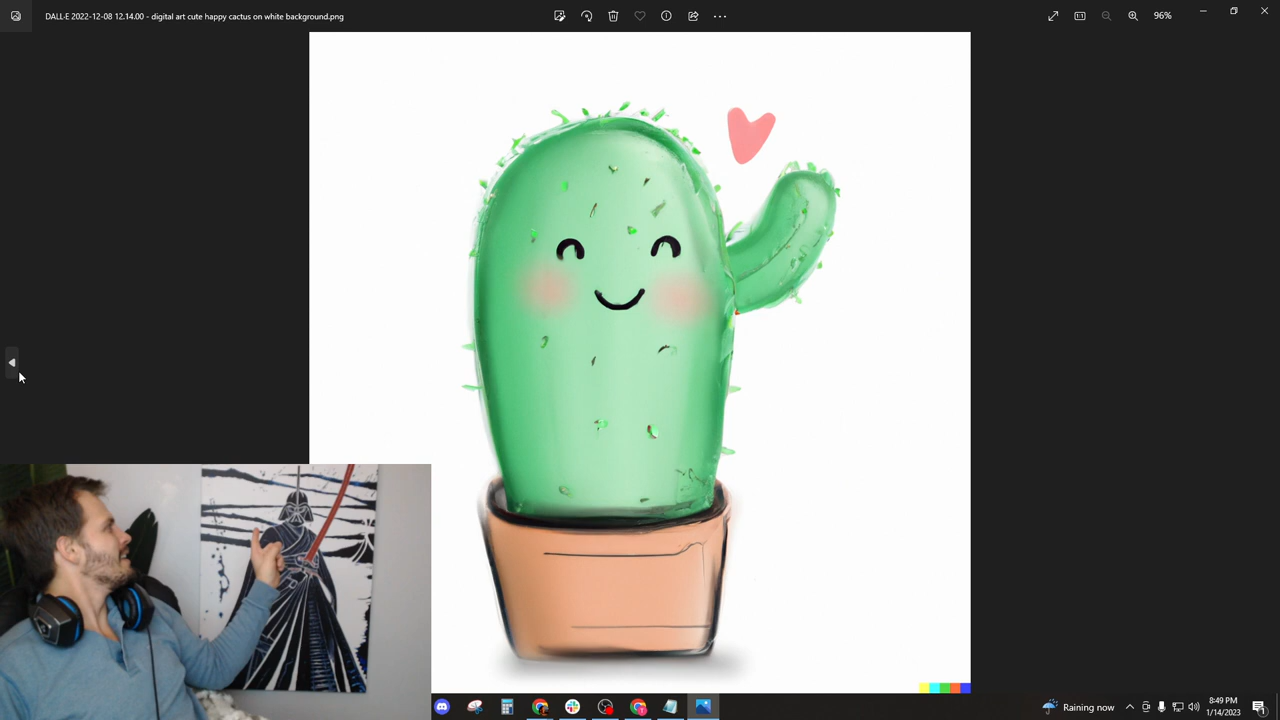 DALL·E 2022-12-08 12.14.00 - digital art cute happy cactus on white background.png
96%
Raining now
8:49 PM
1/14/2023